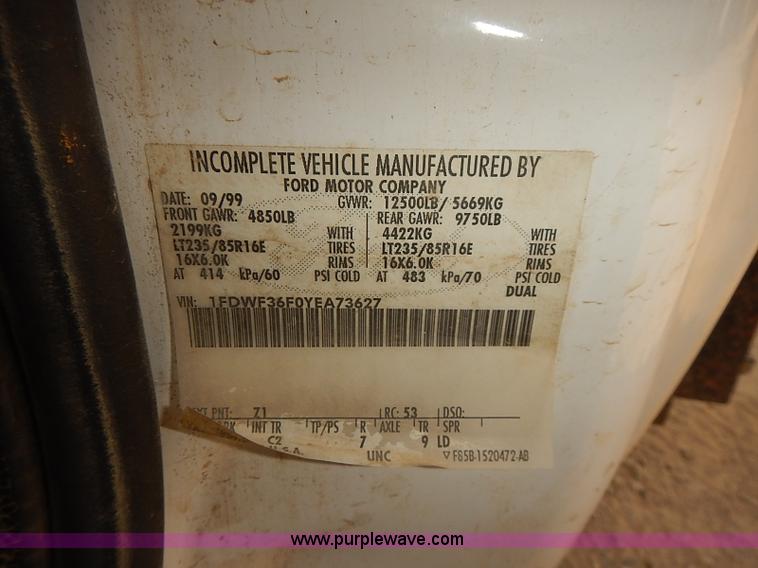 INCOMPLETE VEHICLE MANUFACTURED BY
FORD MOTOR COMPANY
DATE: 09/99 GVWR: 12500LB/ 5669KG
FRONT GAWR: 4850LB REAR GAWR: 9750LB
2199KG WITH 4422KG WITH
LT235/85R16E TIRES LT235/85R16E TIRES
16X6.0K RIMS 16X6.0K RIMS
AT 414 kPa/60 PSI COLD AT 483 kPa/70 PSI COLD
DUAL
VIN: 1FDWF36F0YEA73627
EXT PNT: Z1 RC: 53 DSO:
INT TR TP/PS R AXLE TR SPR
C2 7 9 LD
U.S.A. UNC F85B-1520472-AB
www.purplewave.com